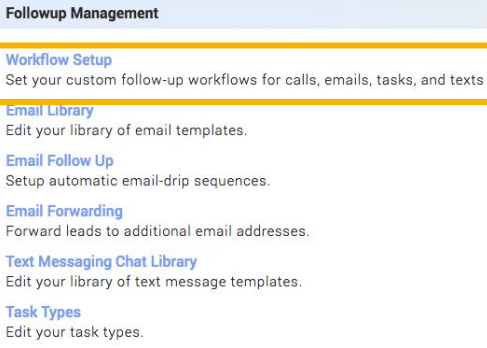 Followup Management
Workflow Setup
Set your custom follow-up workflows for calls, emails, tasks, and texts
Email Library
Edit your library of email templates.
Email Follow Up
Setup automatic email-drip sequences.
Email Forwarding
Forward leads to additional email addresses.
Text Messaging Chat Library
Edit your library of text message templates.
Task Types
Edit your task types.